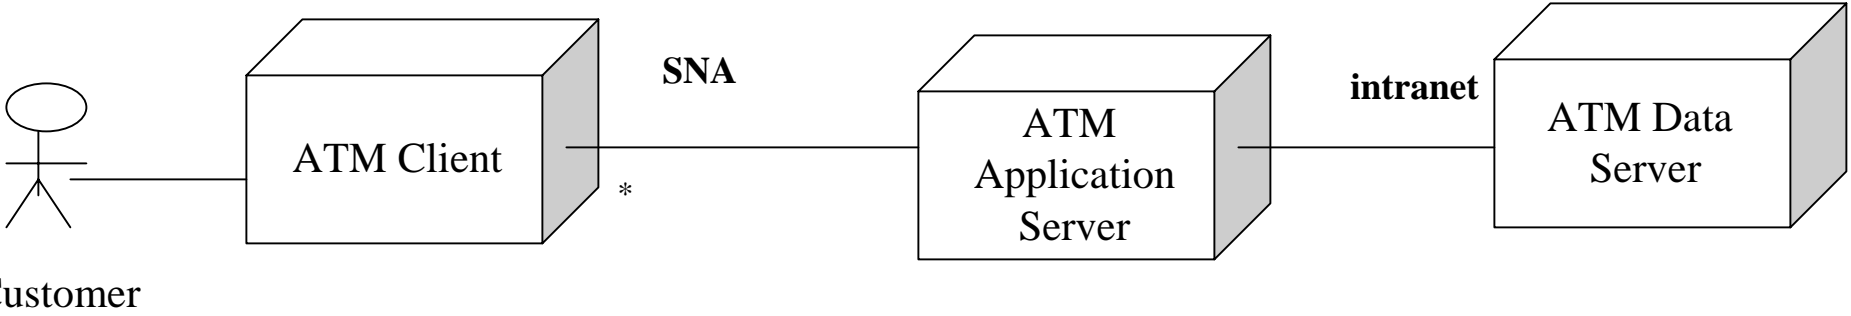 SNA
intranet
ATM Client
*
ATM
Application
Server
ATM Data
Server
ustomer